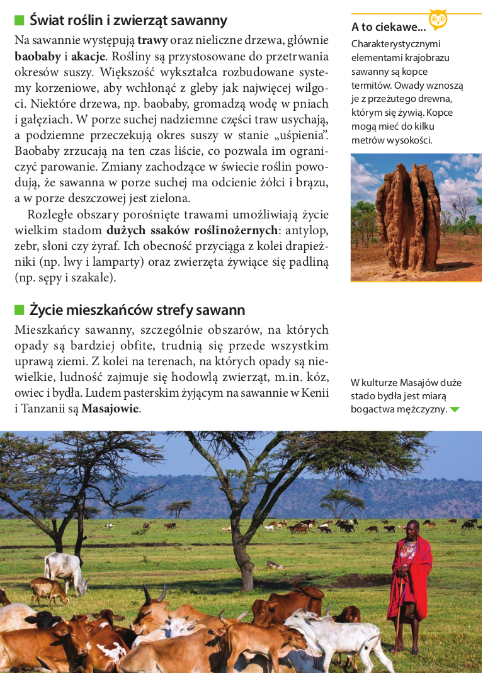 Świat roślin i zwierząt sawanny
Na sawannie występują trawy oraz nieliczne drzewa, głównie
baobaby i akacje. Rośliny są przystosowane do przetrwania
okresów suszy. Większość wykształca rozbudowane syste-
my korzeniowe, aby wchłonąć z gleby jak najwięcej wilgo-
ci. Niektóre drzewa, np. baobaby, gromadzą wodę w pniach
i gałęziach. W porze suchej nadziemne części traw usychają,
a podziemne przeczekują okres suszy w stanie „uśpienia”.
Baobaby zrzucają na ten czas liście, co pozwala im ograni-
czyć parowanie. Zmiany zachodzące w świecie roślin powo-
dują, że sawanna w porze suchej ma odcienie żółci i brązu,
a w porze deszczowej jest zielona.
Rozległe obszary porośnięte trawami umożliwiają życie
wielkim stadom dużych ssaków roślinożernych: antylop,
zebr, słoni czy żyraf. Ich obecność przyciąga z kolei drapież-
niki (np. lwy i lamparty) oraz zwierzęta żywiące się padliną
(np. sępy i szakale).
Życie mieszkańców strefy sawann
Mieszkańcy sawanny, szczególnie obszarów, na których
opady są bardziej obfite, trudnią się przede wszystkim
uprawą ziemi. Z kolei na terenach, na których opady są nie-
wielkie, ludność zajmuje się hodowlą zwierząt, m.in. kóz,
owiec i bydła. Ludem pasterskim żyjącym na sawannie w Kenii
i Tanzanii są Masajowie.
A to ciekawe...
Charakterystycznymi
elementami krajobrazu
sawanny są kopce
termitów. Owady wznoszą
je z przeżutego drewna,
którym się żywią. Kopce
mogą mieć do kilku
metrów wysokości.
W kulturze Masajów duże
stado bydła jest miarą
bogactwa mężczyzny.